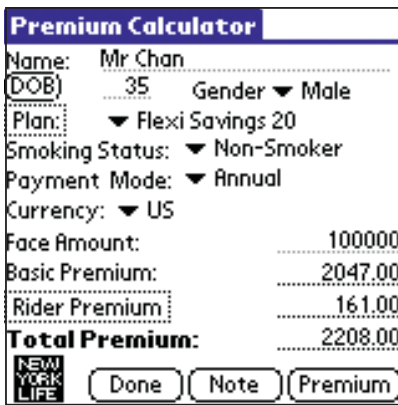 Premium Calculator
Name: Mr Chan
DOB) 35 Gender Male
Plan: Flexi Savings 20
Smoking Status: Non-Smoker
Payment Mode: Annual
Currency: US
Face Amount: 100000
Basic Premium: 2047.00
Rider Premium 161.00
Total Premium: 2208.00
NEW
YORK
LIFE
Done Note Premium